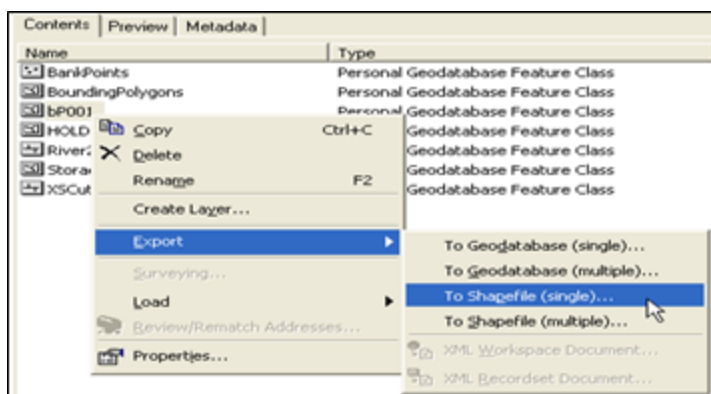 Contents Preview Metadata
Name Type
BankPoints Personal Geodatabase Feature Class
BoundingPolygons Personal Geodatabase Feature Class
bP001 Personal Geodatabase Feature Class
HOLD Geodatabase Feature Class
River2 Geodatabase Feature Class
Stora Geodatabase Feature Class
XSCut Geodatabase Feature Class
Copy Ctrl+C
Delete
Rename F2
Create Layer...
Export
Surveying...
Load
Review/Rematch Addresses...
Properties...
To Geodatabase (single)...
To Geodatabase (multiple)...
To Shapefile (single)...
To Shapefile (multiple)...
XML Workspace Document...
XML Recordset Document...